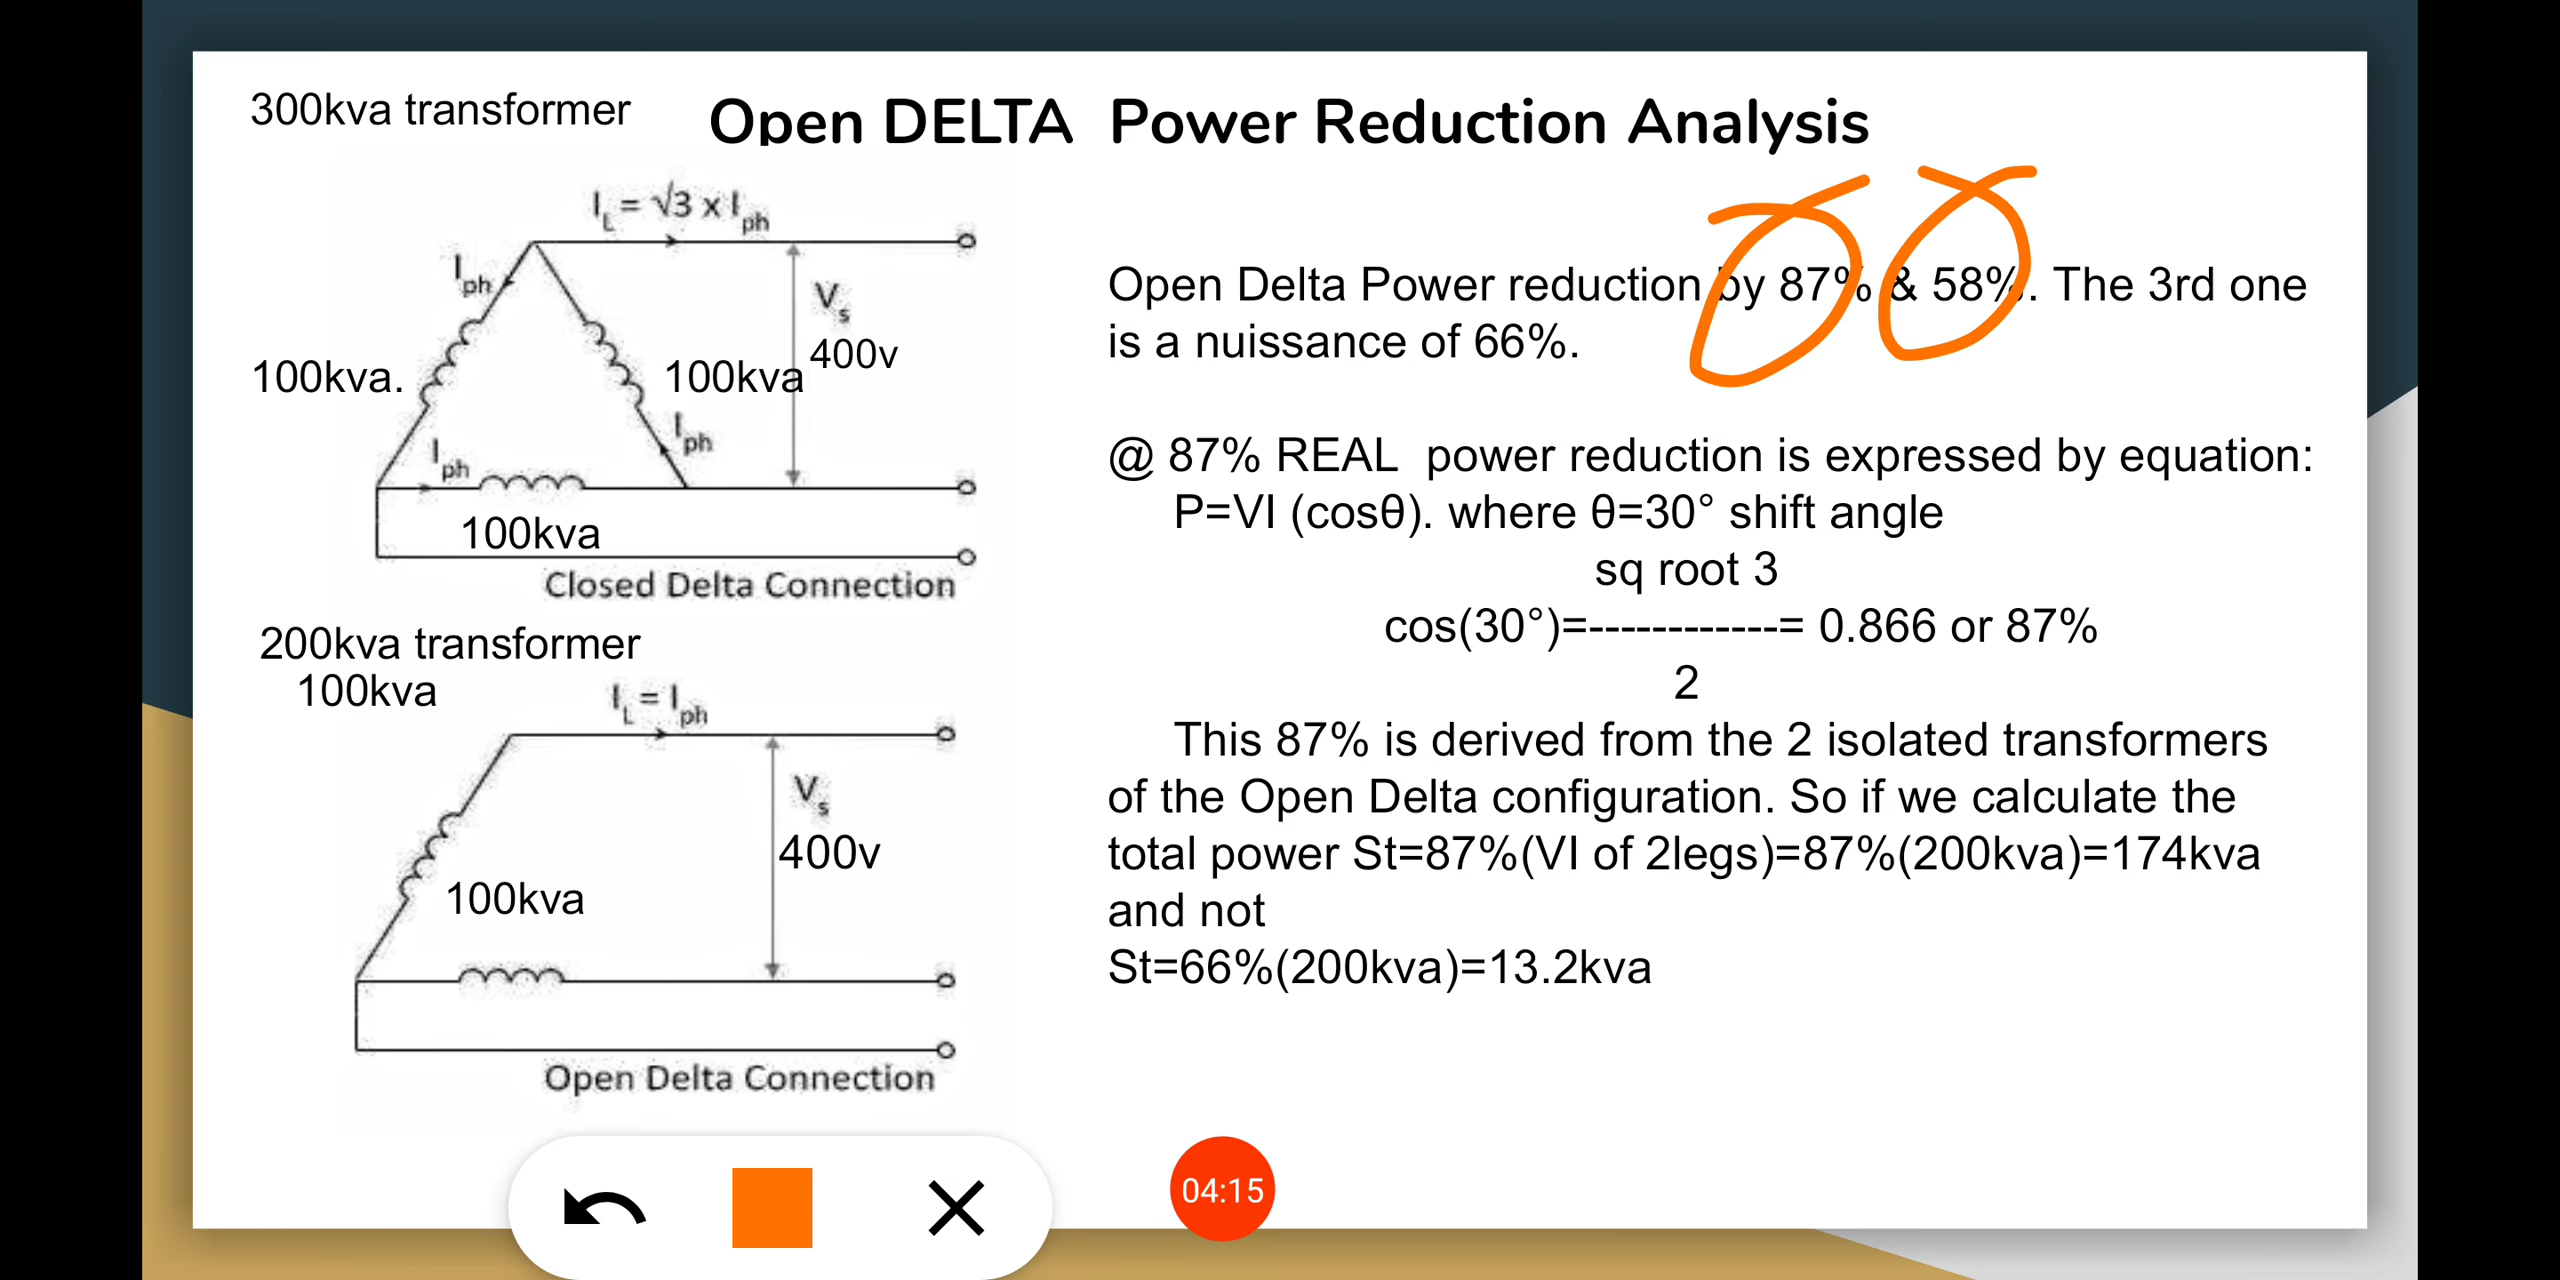 300kva transformer
Open DELTA  Power Reduction Analysis
I_L = √3 x I_ph
I_ph
V_s
400v
100kva.
100kva
I_ph
I_ph
100kva
Closed Delta Connection
200kva transformer
100kva
I_L = I_ph
V_s
400v
100kva
Open Delta Connection
Open Delta Power reduction by 87% & 58%. The 3rd one
is a nuissance of 66%.
@ 87% REAL  power reduction is expressed by equation:
P=VI (cosθ). where θ=30° shift angle
sq root 3
cos(30°)=------------= 0.866 or 87%
2
This 87% is derived from the 2 isolated transformers
of the Open Delta configuration. So if we calculate the
total power St=87%(VI of 2legs)=87%(200kva)=174kva
and not
St=66%(200kva)=13.2kva
04:15